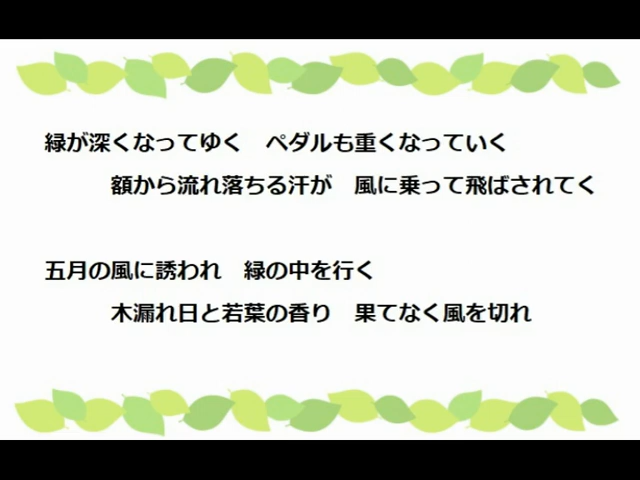 緑が深くなってゆく　ペダルも重くなっていく
額から流れ落ちる汗が　風に乗って飛ばされてく
五月の風に誘われ　緑の中を行く
木漏れ日と若葉の香り　果てなく風を切れ